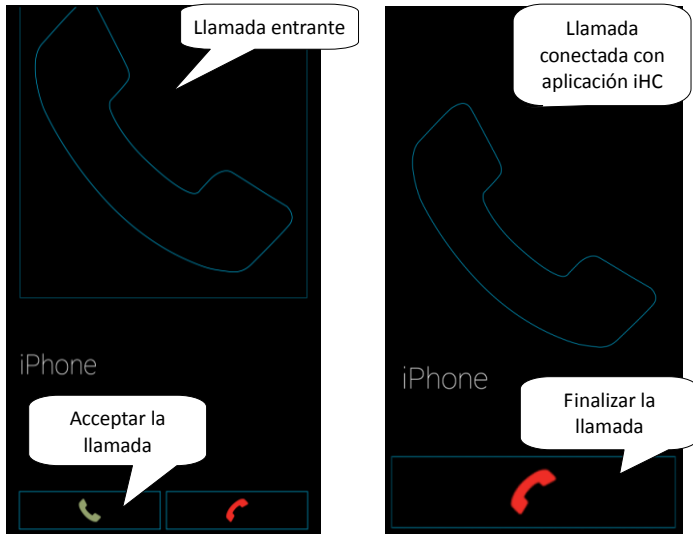 Llamada entrante
iPhone
Acceptar la
llamada
Llamada
conectada con
aplicación iHC
iPhone
Finalizar la
llamada